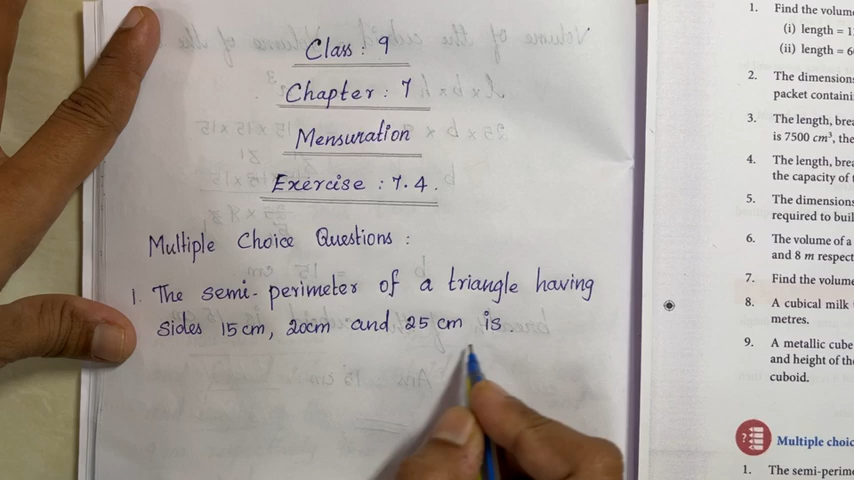 Class : 9
Chapter : 7
Mensuration
Exercise : 7.4.
Multiple Choice Questions :
1. The semi-perimeter of a triangle having
sides 15 cm, 20cm and 25 cm is.
1. Find the volume
(i) length = 1
(ii) length = 6
2. The dimensions
packet containi
3. The length, brea
is 7500 cm³, the
4. The length, brea
the capacity of t
5. The dimensions
required to buil
6. The volume of a
and 8 m respect
7. Find the volume
8. A cubical milk
metres.
9. A metallic cube
and height of the
cuboid.
Multiple choic
1. The semi-perime